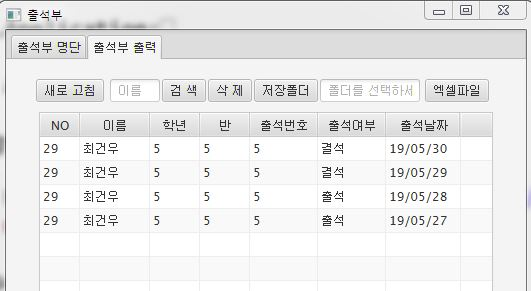 출석부
출석부 명단 출석부 출력
새로 고침 이름 검 색 삭 제 저장폴더 폴더를 선택하세 엑셀파일
NO 이름 학년 반 출석번호 출석여부 출석날짜
29 최건우 5 5 5 결석 19/05/30
29 최건우 5 5 5 결석 19/05/29
29 최건우 5 5 5 출석 19/05/28
29 최건우 5 5 5 출석 19/05/27